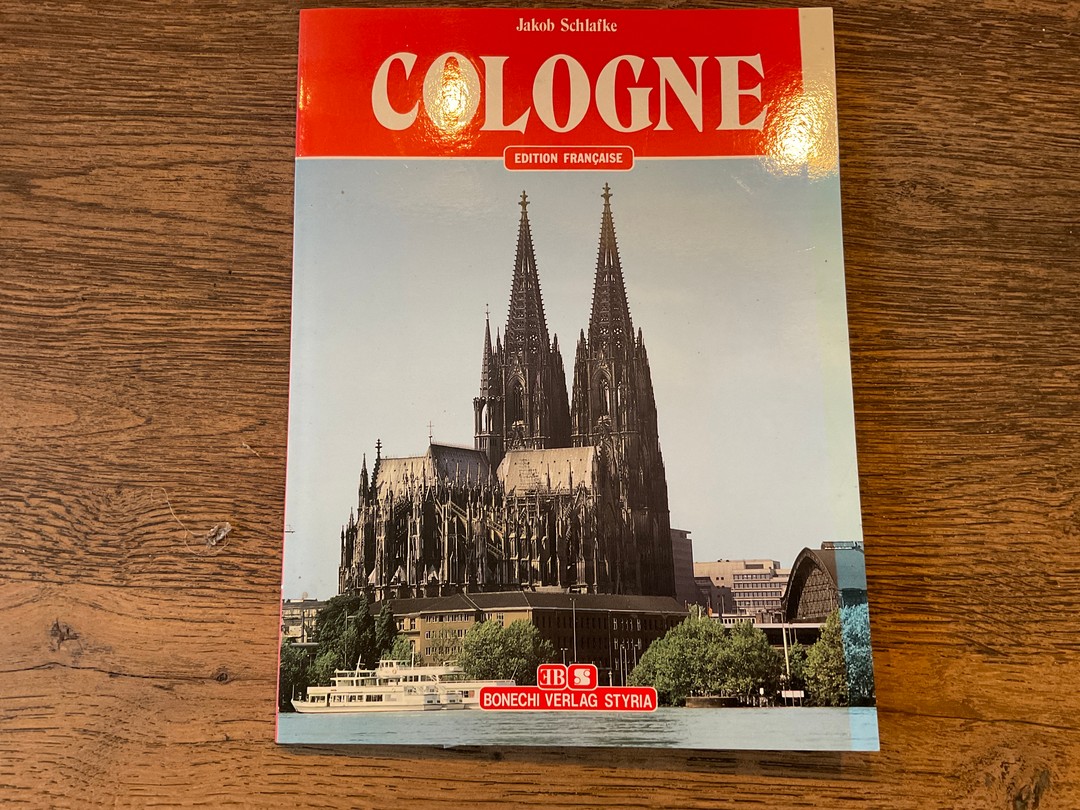 Jakob Schlafke
COLOGNE
EDITION FRANÇAISE
BONECHI VERLAG STYRIA